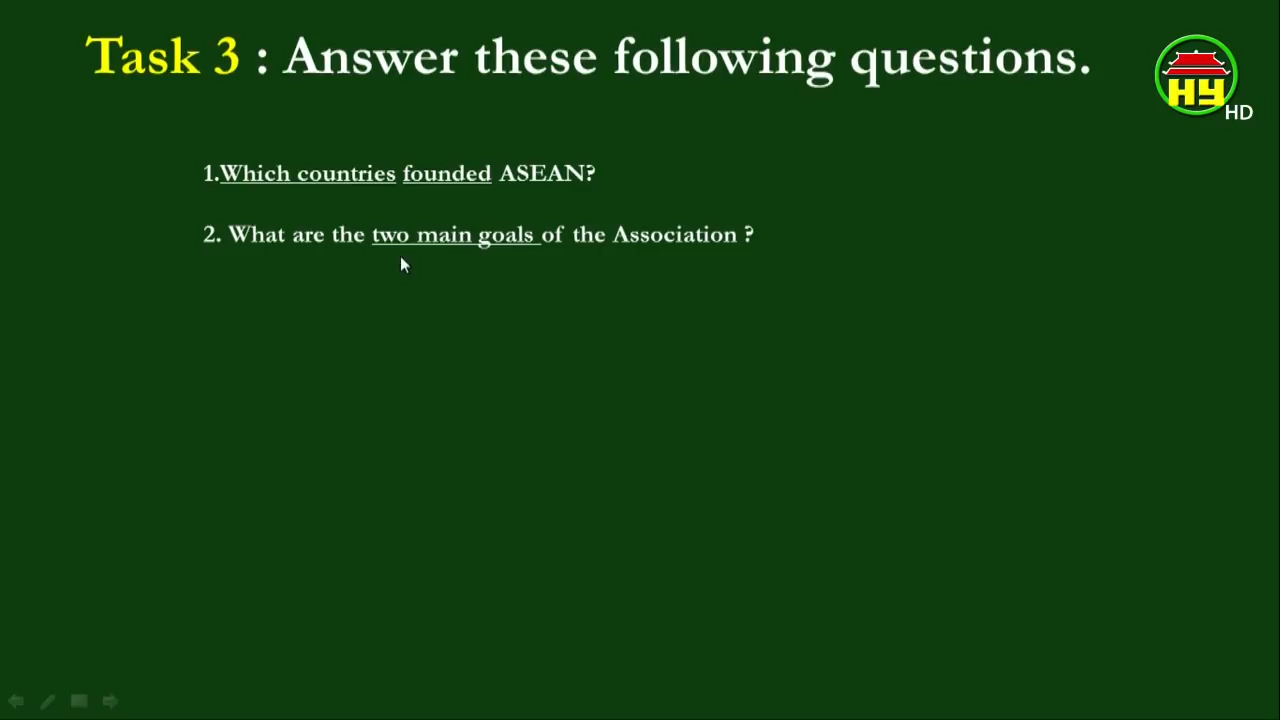 Task 3 : Answer these following questions.
HY
HD
1.Which countries founded ASEAN?
2. What are the two main goals of the Association ?